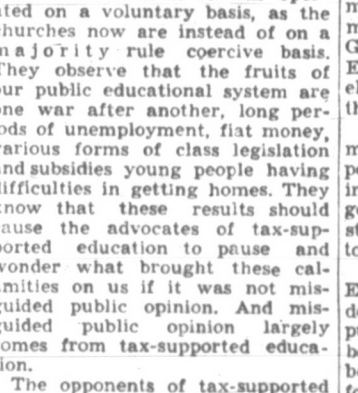 ated on a voluntary basis, as the
churches now are instead of on a
majority rule coercive basis.
They observe that the fruits of
our public educational system are
one war after another, long per-
ods of unemployment, fiat money,
various forms of class legislation
and subsidies young people having
difficulties in getting homes. They
know that these results should
cause the advocates of tax-sup-
ported education to pause and
wonder what brought these cal-
amities on us if it was not mis-
guided public opinion. And mis-
guided public opinion largely
comes from tax-supported educa-
tion.
The opponents of tax-supported